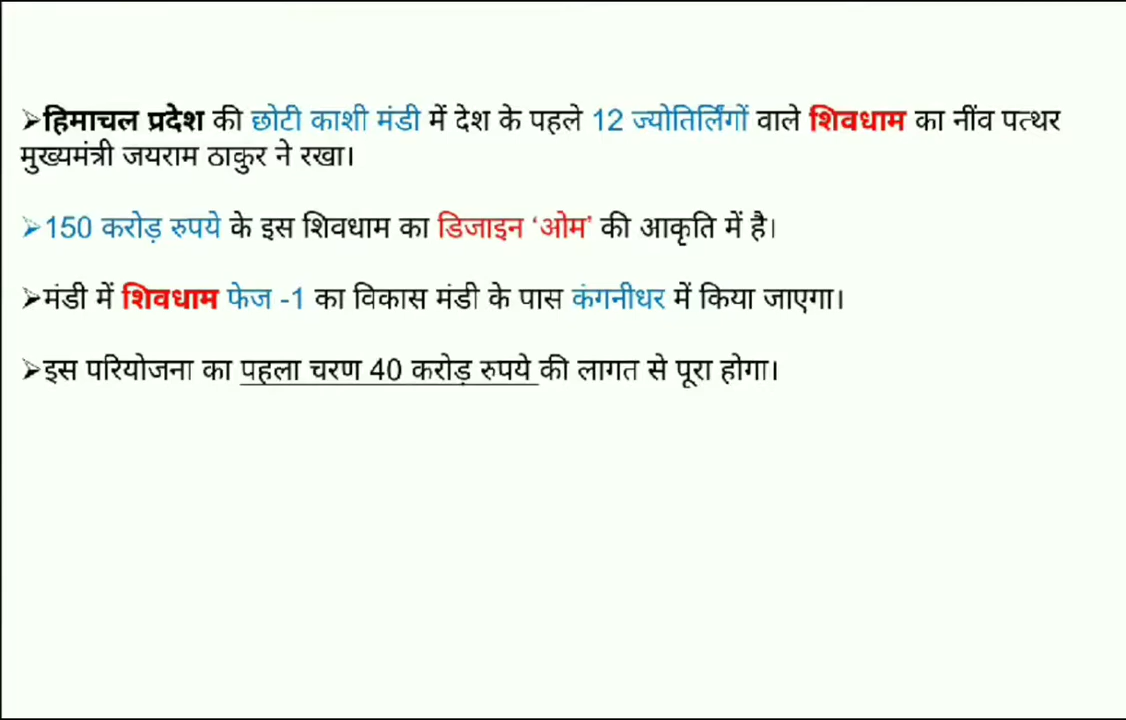 ➢हिमाचल प्रदेश की छोटी काशी मंडी में देश के पहले 12 ज्योतिर्लिंगों वाले शिवधाम का नींव पत्थर
मुख्यमंत्री जयराम ठाकुर ने रखा।
➢150 करोड़ रुपये के इस शिवधाम का डिजाइन ‘ओम’ की आकृति में है।
➢मंडी में शिवधाम फेज -1 का विकास मंडी के पास कंगनीधर में किया जाएगा।
➢इस परियोजना का पहला चरण 40 करोड़ रुपये की लागत से पूरा होगा।